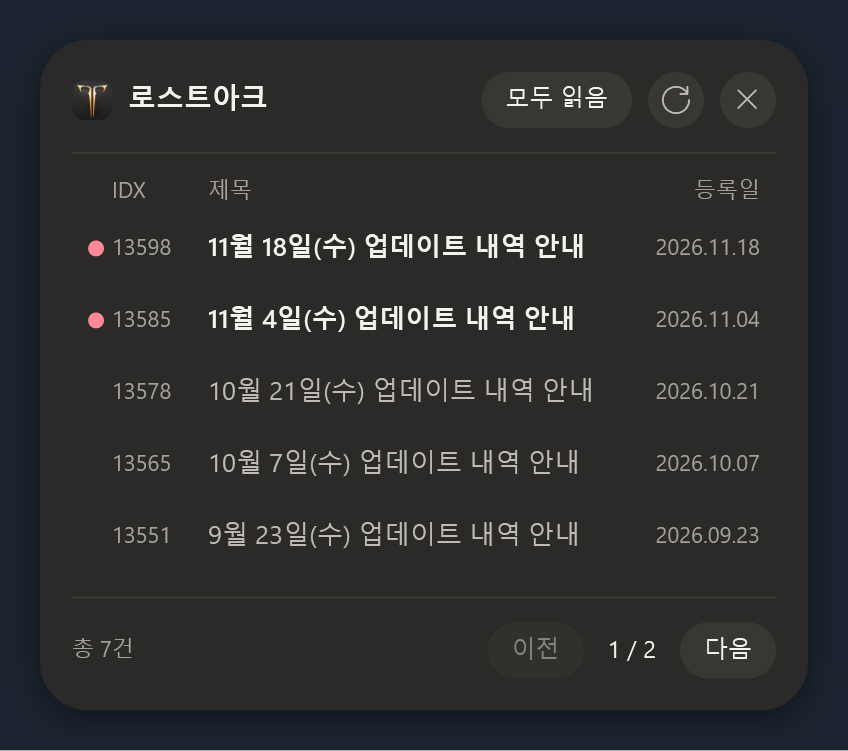 로스트아크 모두 읽음
IDX 제목 등록일
13598 11월 18일(수) 업데이트 내역 안내 2026.11.18
13585 11월 4일(수) 업데이트 내역 안내 2026.11.04
13578 10월 21일(수) 업데이트 내역 안내 2026.10.21
13565 10월 7일(수) 업데이트 내역 안내 2026.10.07
13551 9월 23일(수) 업데이트 내역 안내 2026.09.23
총 7건 이전 1 / 2 다음